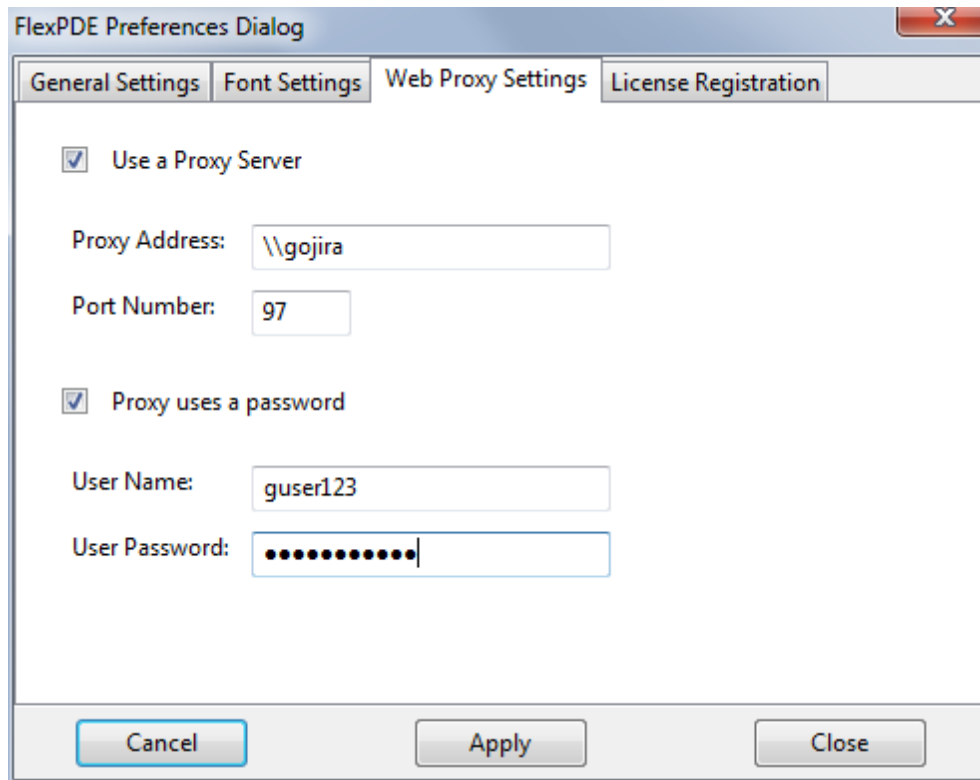 FlexPDE Preferences Dialog
General Settings Font Settings Web Proxy Settings License Registration
Use a Proxy Server
Proxy Address: \\gojira
Port Number: 97
Proxy uses a password
User Name: guser123
User Password: ●●●●●●●●●●●
Cancel Apply Close